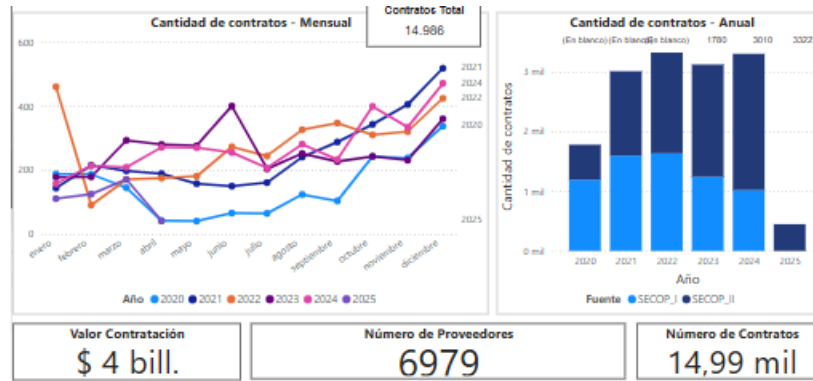 Cantidad de contratos - Mensual
Contratos Total
14.986
600
400
200
0
2021
2024
2022
2020
2025
enero
febrero
marzo
abril
mayo
junio
julio
agosto
septiembre
octubre
noviembre
diciembre
Año 2020 2021 2022 2023 2024 2025
Cantidad de contratos - Anual
(En blanco) (En blanco) (En blanco) 1780 3010 3322
Cantidad de contratos
3 mil
2 mil
1 mil
0 mil
2020 2021 2022 2023 2024 2025
Año
Fuente SECOP_I SECOP_II
Valor Contratación
$ 4 bill.
Número de Proveedores
6979
Número de Contratos
14,99 mil